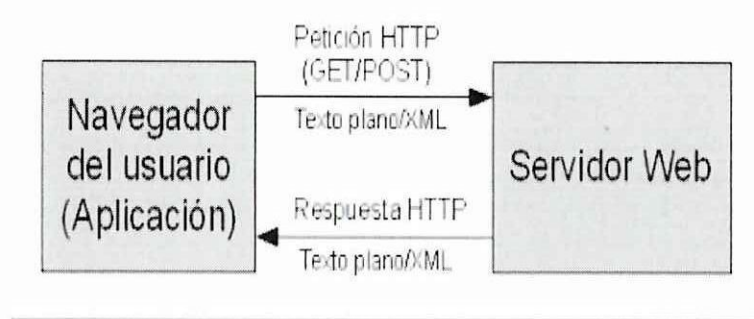 Petición HTTP
(GET/POST)
Texto plano/XML
Navegador
del usuario
(Aplicación)
Servidor Web
Respuesta HTTP
Texto plano/XML